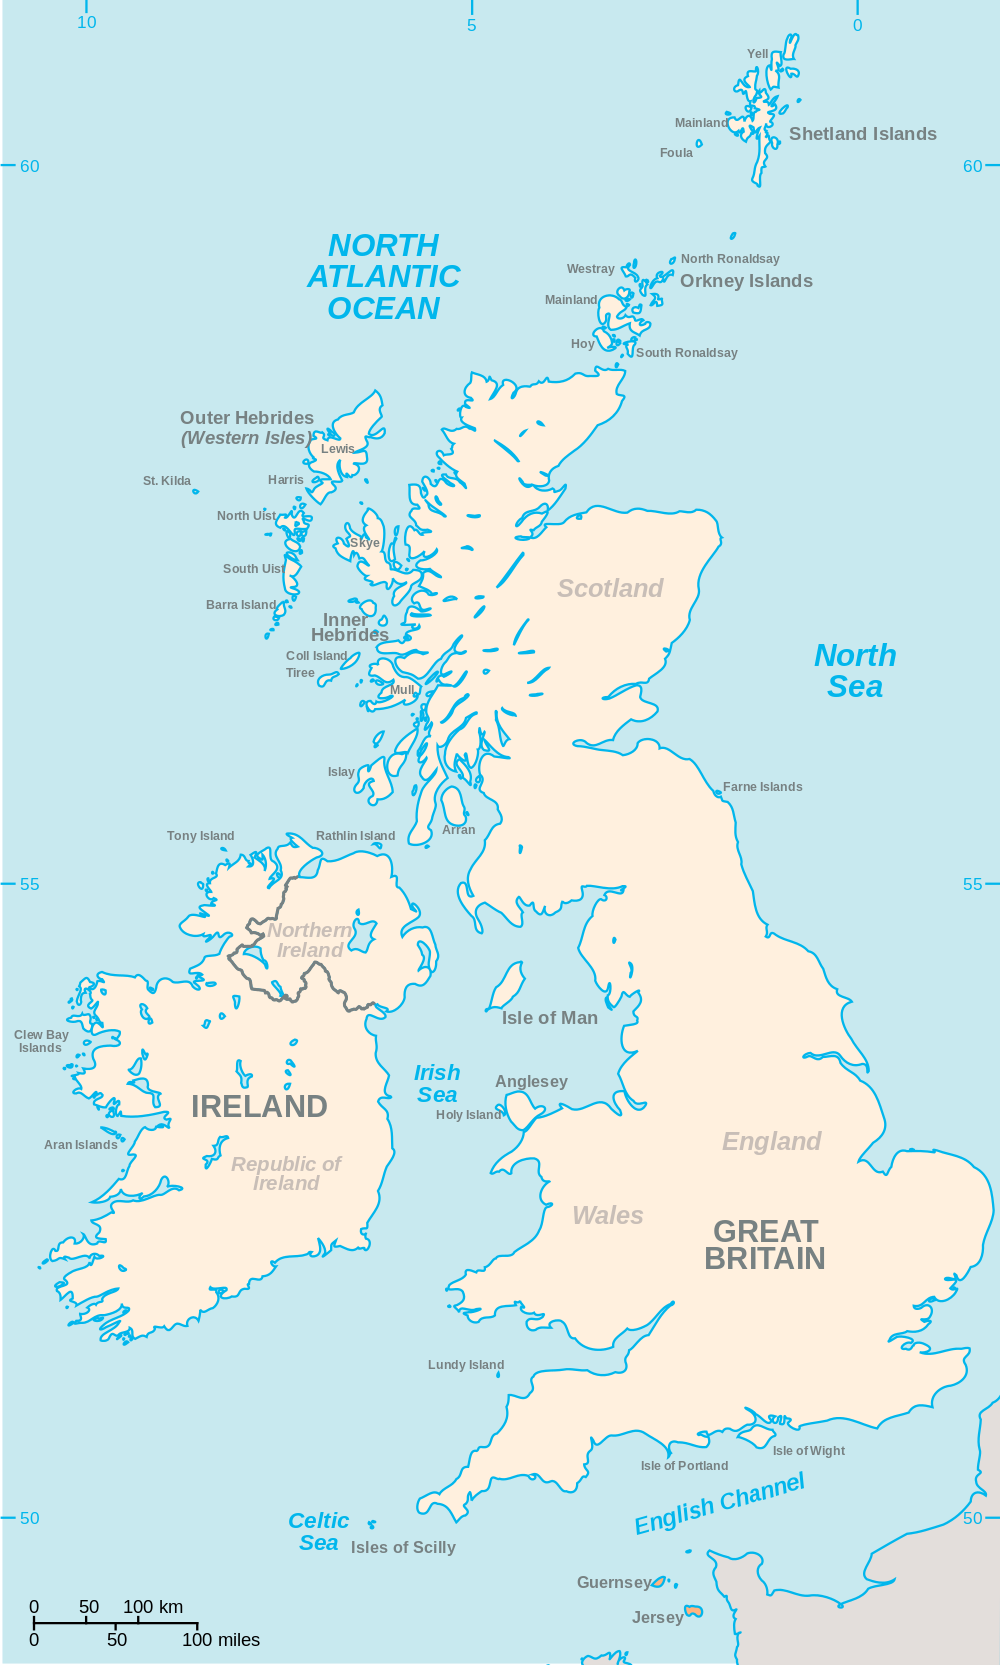 10
5
0
Yell
Mainland
Shetland Islands
Foula
60
60
NORTH
ATLANTIC
OCEAN
North Ronaldsay
Westray
Orkney Islands
Mainland
Hoy
South Ronaldsay
Outer Hebrides
(Western Isles)
Lewis
St. Kilda
Harris
North Uist
Skye
South Uist
Scotland
Barra Island
Inner
Hebrides
Coll Island
Tiree
Mull
North
Sea
Islay
Farne Islands
Arran
Tony Island
Rathlin Island
55
55
Northern
Ireland
Isle of Man
Clew Bay
Islands
Irish
Sea
Anglesey
Holy Island
IRELAND
Aran Islands
England
Republic of
Ireland
Wales
GREAT
BRITAIN
Lundy Island
Isle of Wight
Isle of Portland
English Channel
50
50
Celtic
Sea
Isles of Scilly
Guernsey
Jersey
0 50 100 km
0 50 100 miles